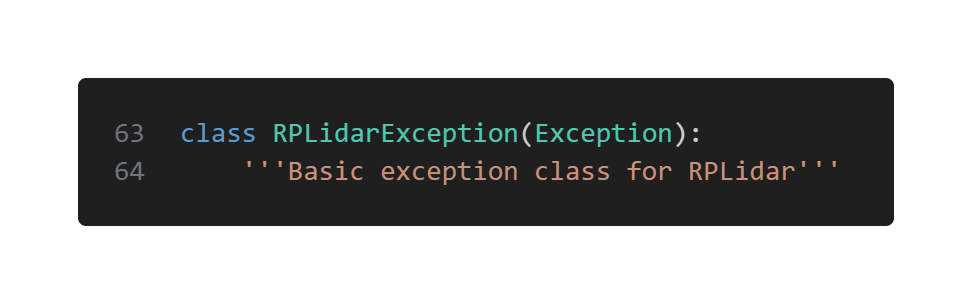 63 class RPLidarException(Exception):
64     '''Basic exception class for RPLidar'''